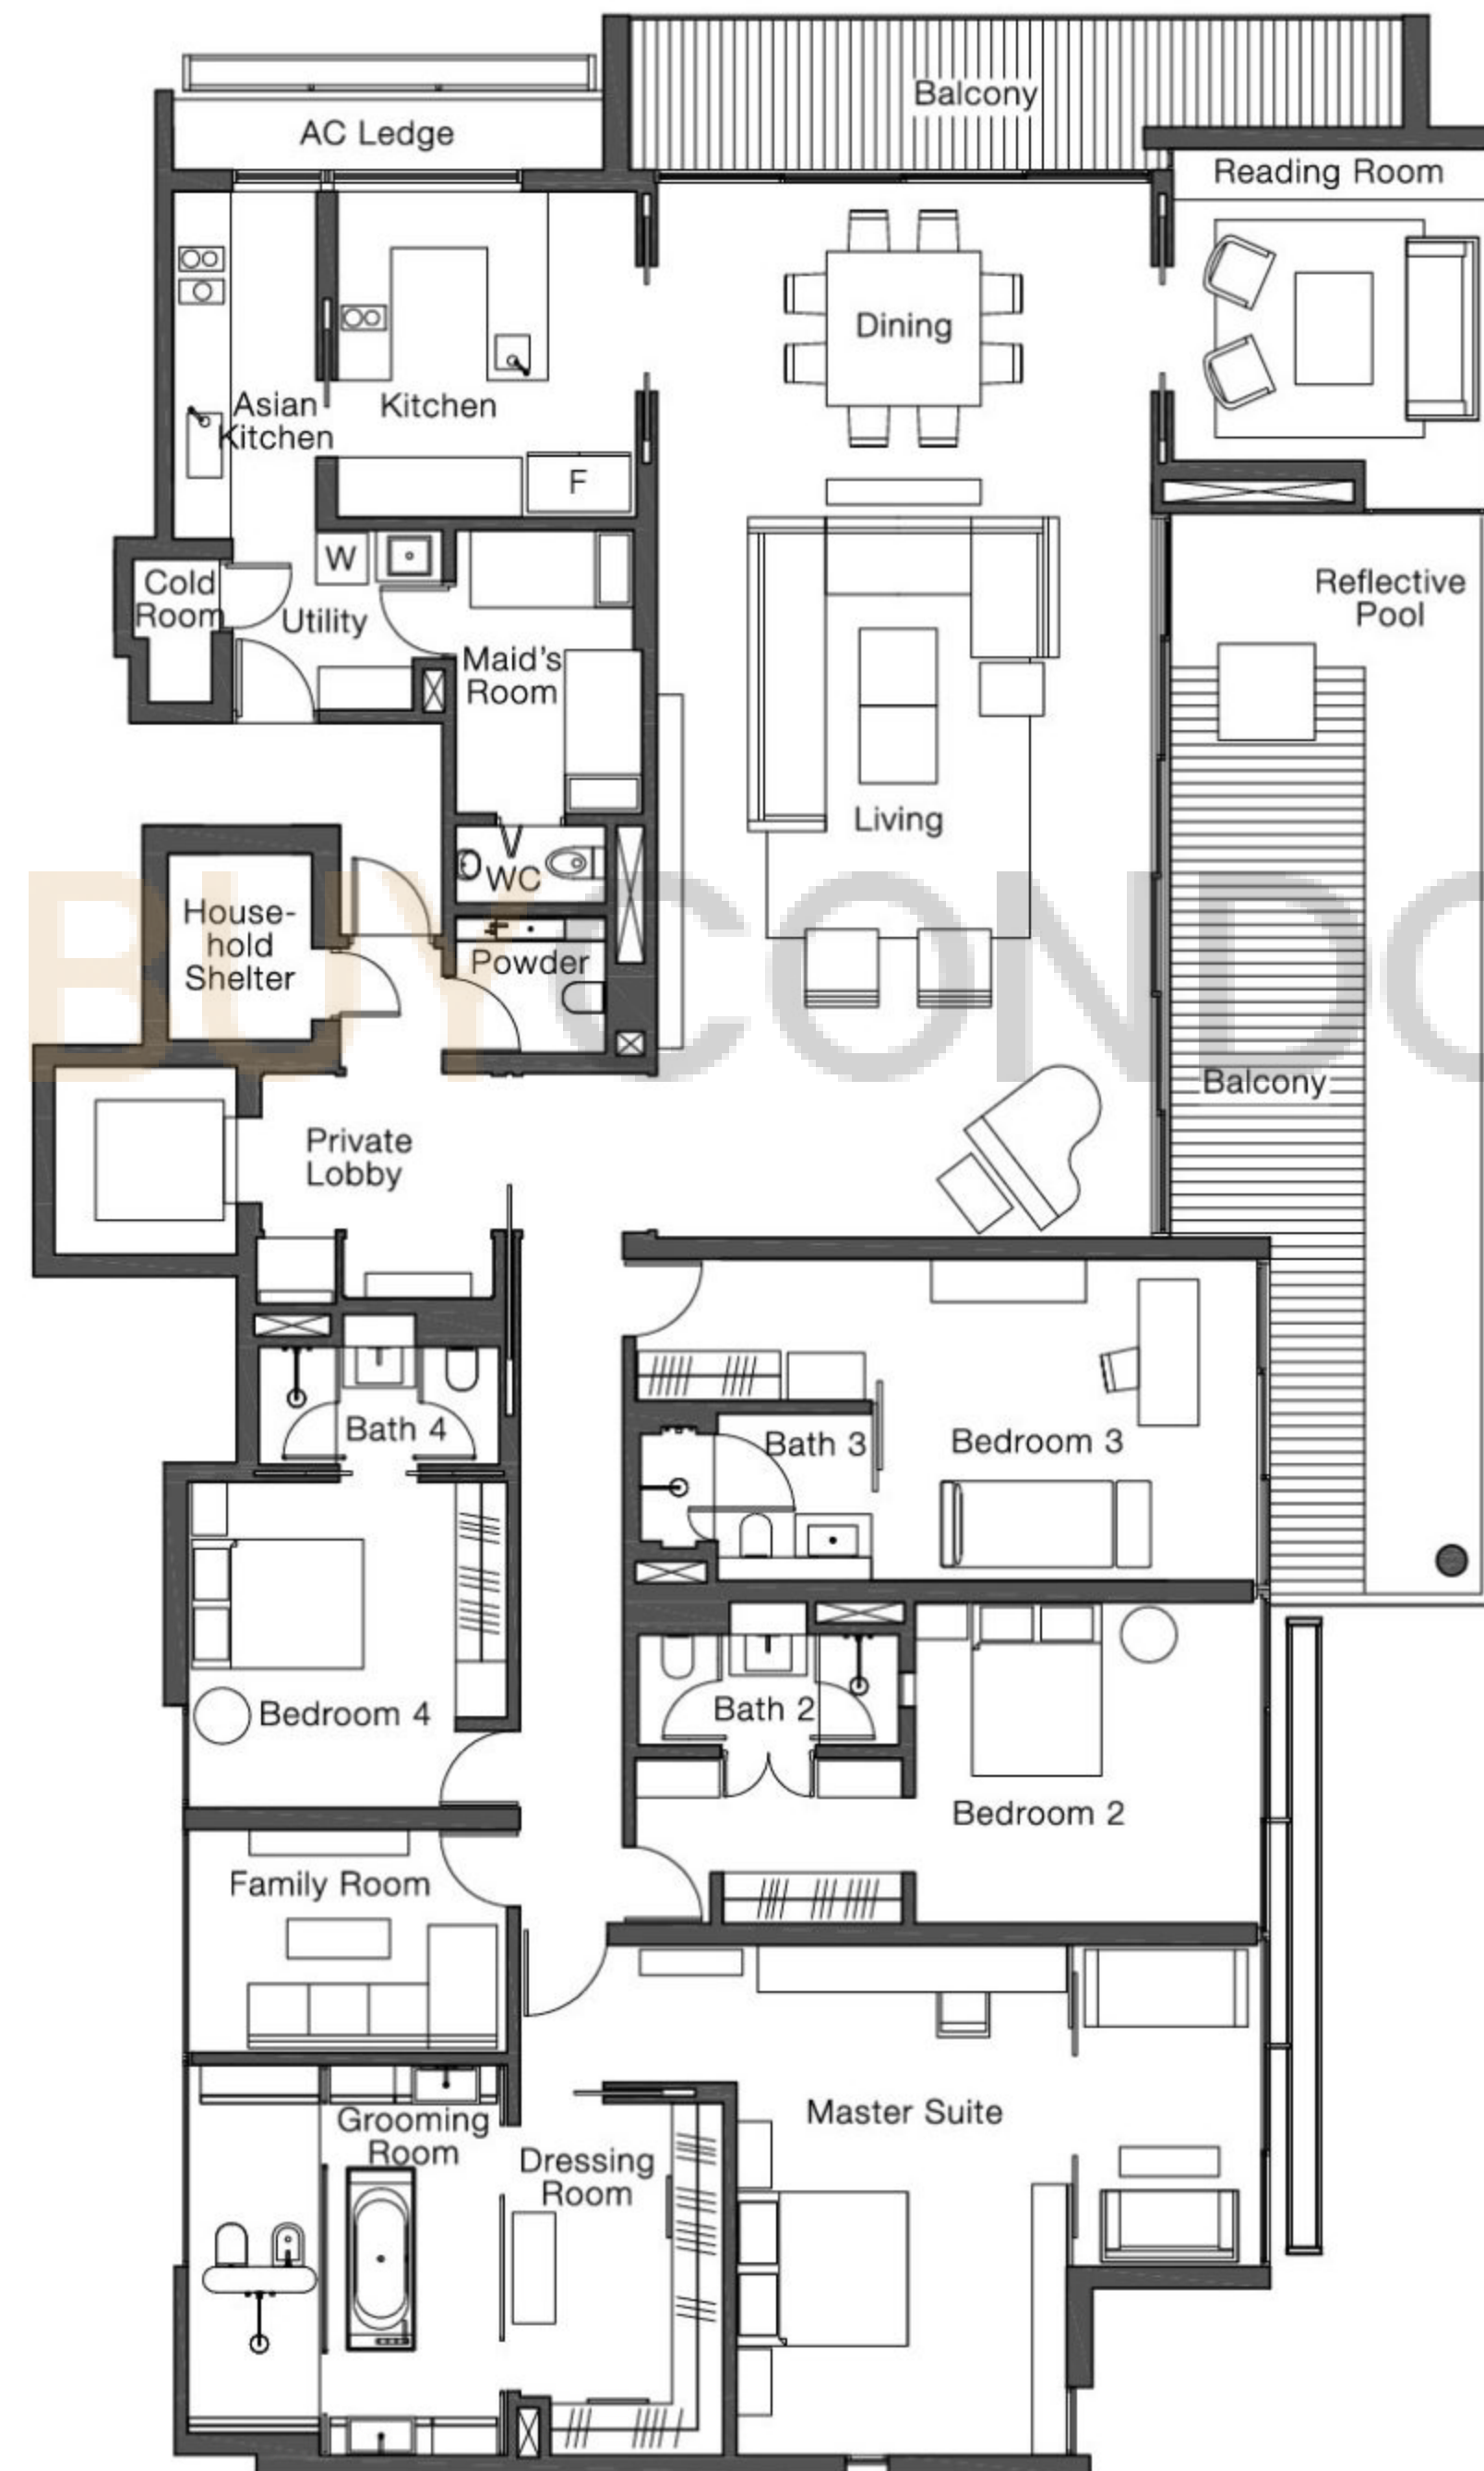 Balcony
AC Ledge
Reading Room
Dining
Asian
Kitchen
Kitchen
F
W
Cold
Room
Utility
Reflective
Pool
Maid's
Room
Living
WC
House-
hold
Shelter
Powder
BUYCONDO
Balcony
Private
Lobby
Bath 4
Bath 3
Bedroom 3
Bedroom 4
Bath 2
Bedroom 2
Family Room
Master Suite
Grooming
Room
Dressing
Room